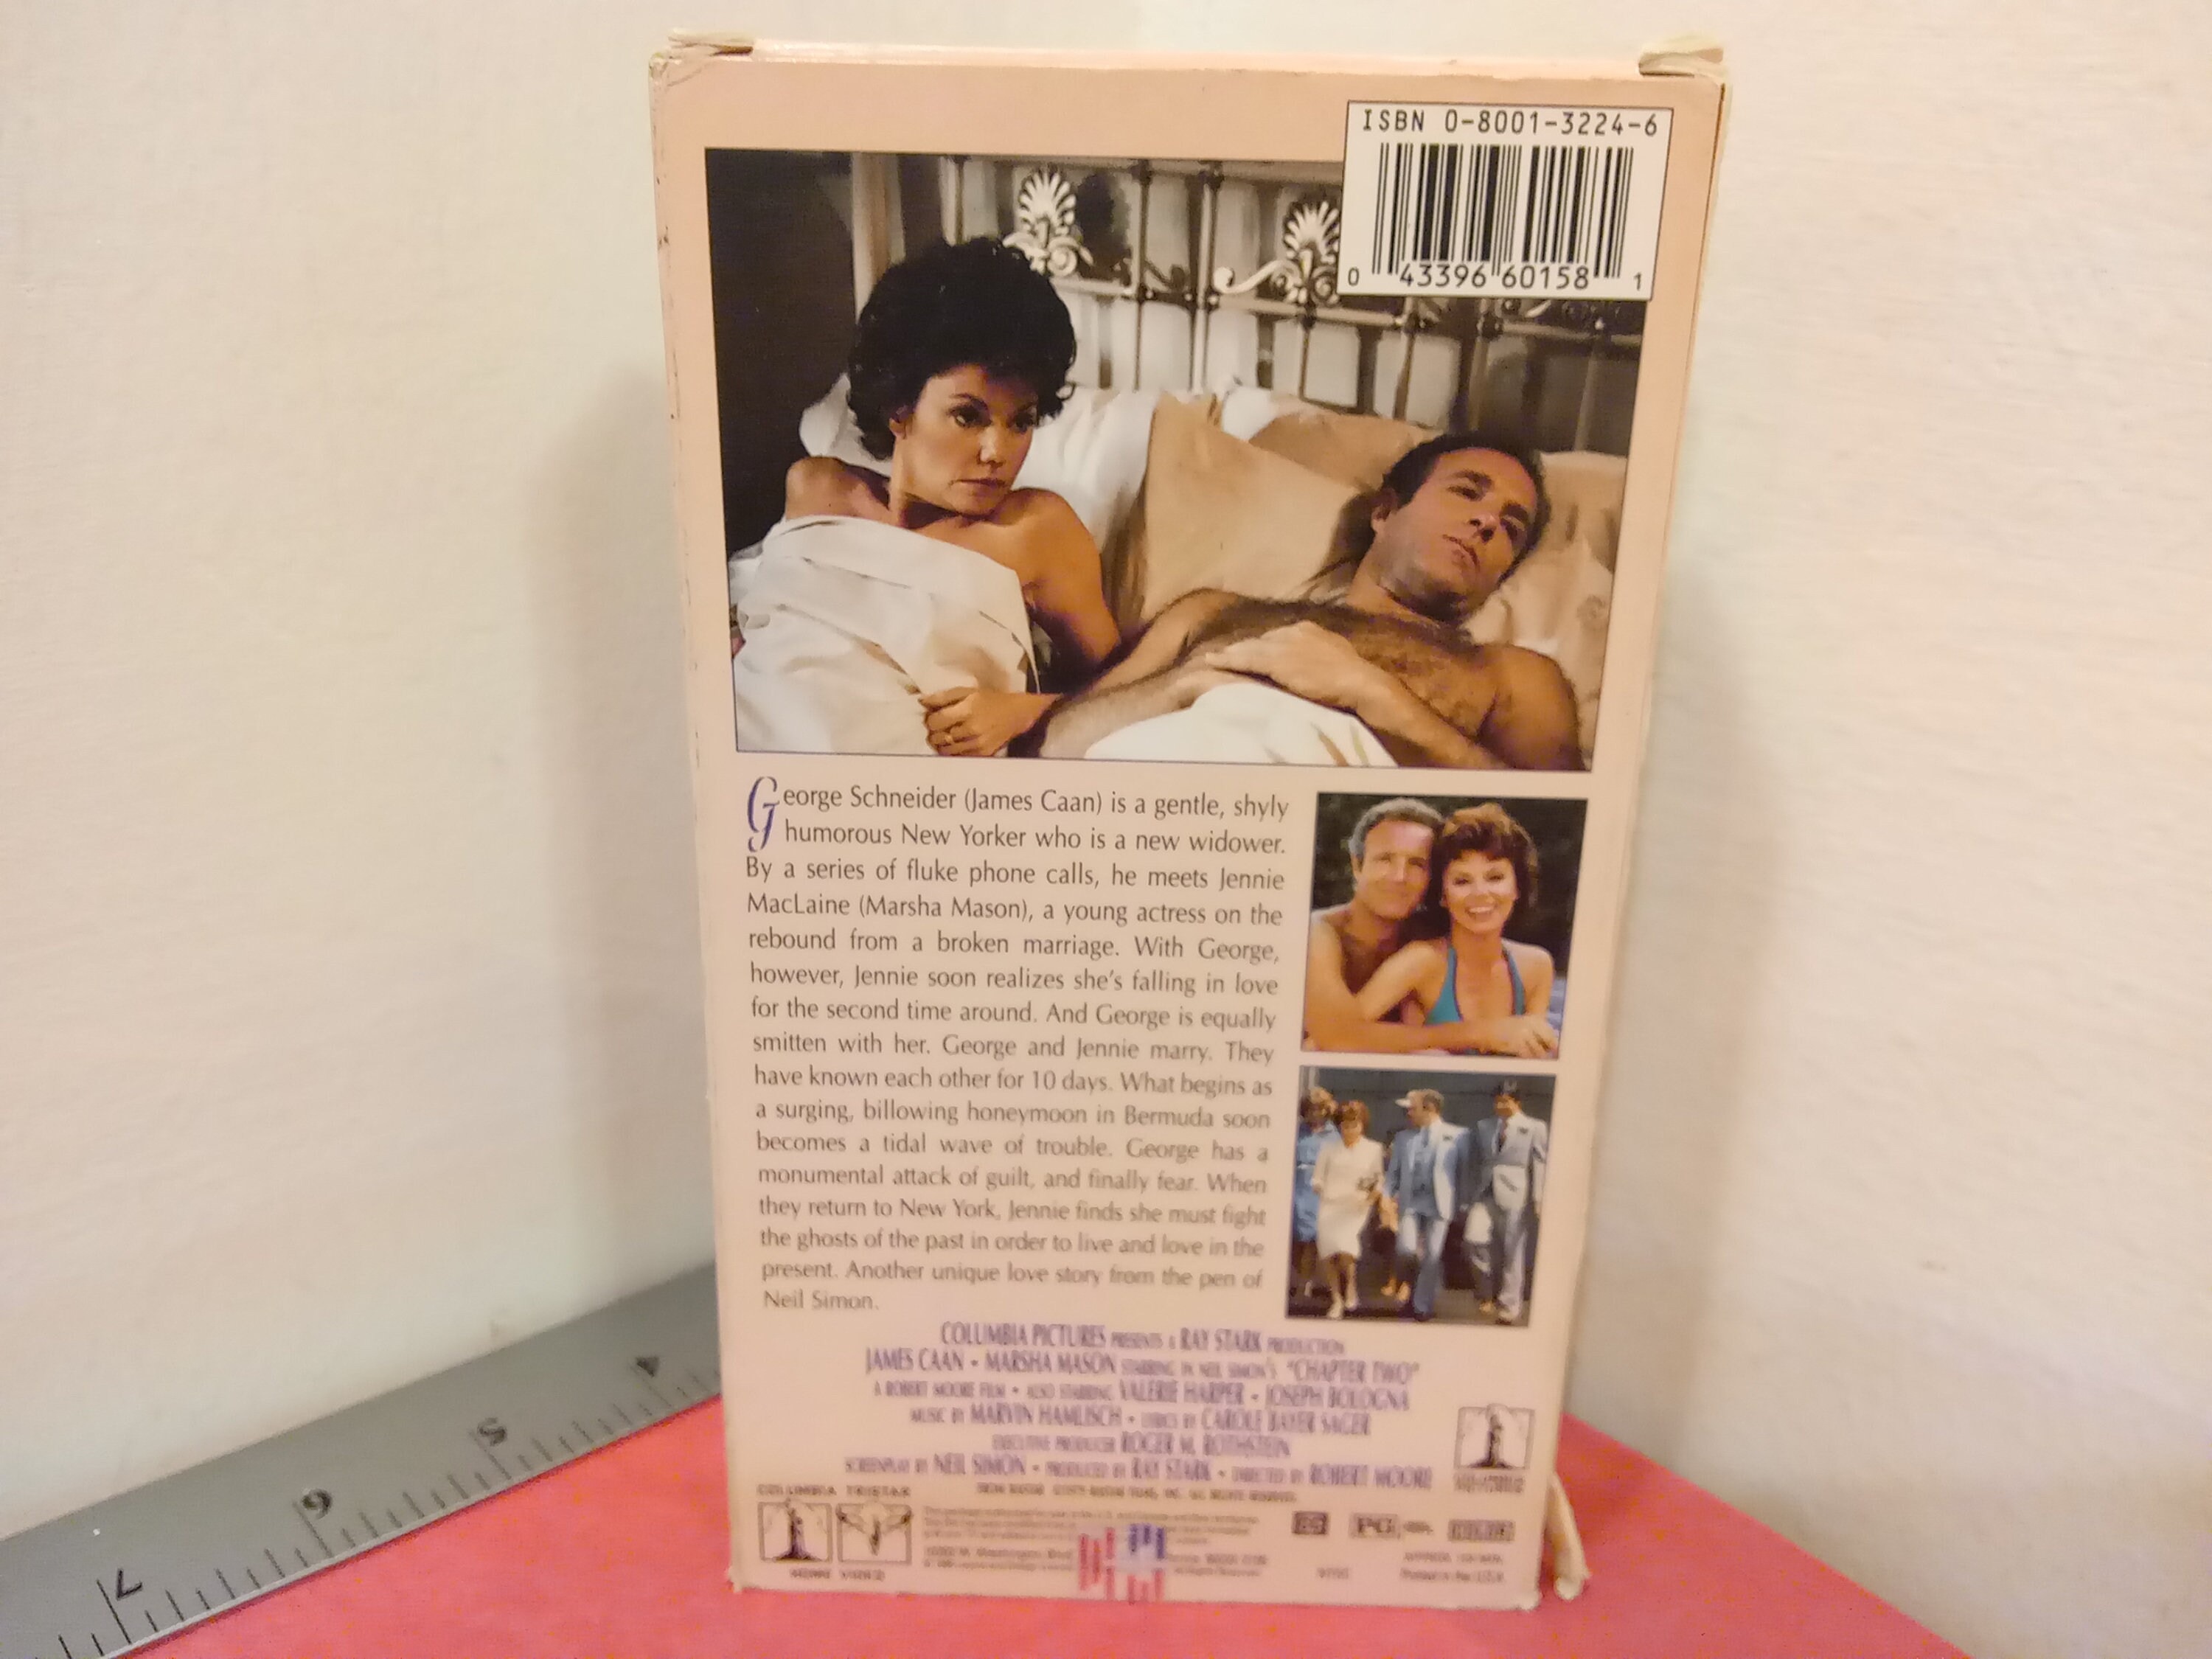 ISBN 0-8001-3224-6
0 43396 60158 1
George Schneider (James Caan) is a gentle, shyly
humorous New Yorker who is a new widower.
By a series of fluke phone calls, he meets Jennie
MacLaine (Marsha Mason), a young actress on the
rebound from a broken marriage. With George,
however, Jennie soon realizes she's falling in love
for the second time around. And George is equally
smitten with her. George and Jennie marry. They
have known each other for 10 days. What begins as
a surging, billowing honeymoon in Bermuda soon
becomes a tidal wave of trouble. George has a
monumental attack of guilt, and finally fear. When
they return to New York, Jennie finds she must fight
the ghosts of the past in order to live and love in the
present. Another unique love story from the pen of
Neil Simon.
COLUMBIA PICTURES PRESENTS A RAY STARK PRODUCTION
JAMES CAAN • MARSHA MASON STARRING IN NEIL SIMON'S "CHAPTER TWO"
A ROBERT MOORE FILM • ALSO STARRING VALERIE HARPER • JOSEPH BOLOGNA
MUSIC BY MARVIN HAMLISCH • LYRICS BY CAROLE BAYER SAGER
EXECUTIVE PRODUCER ROGER M. ROTHSTEIN
SCREENPLAY BY NEIL SIMON • PRODUCED BY RAY STARK • DIRECTED BY ROBERT MOORE
COLUMBIA TRISTAR
HOME VIDEO
PG
Printed in the U.S.A.
4
5
6
7